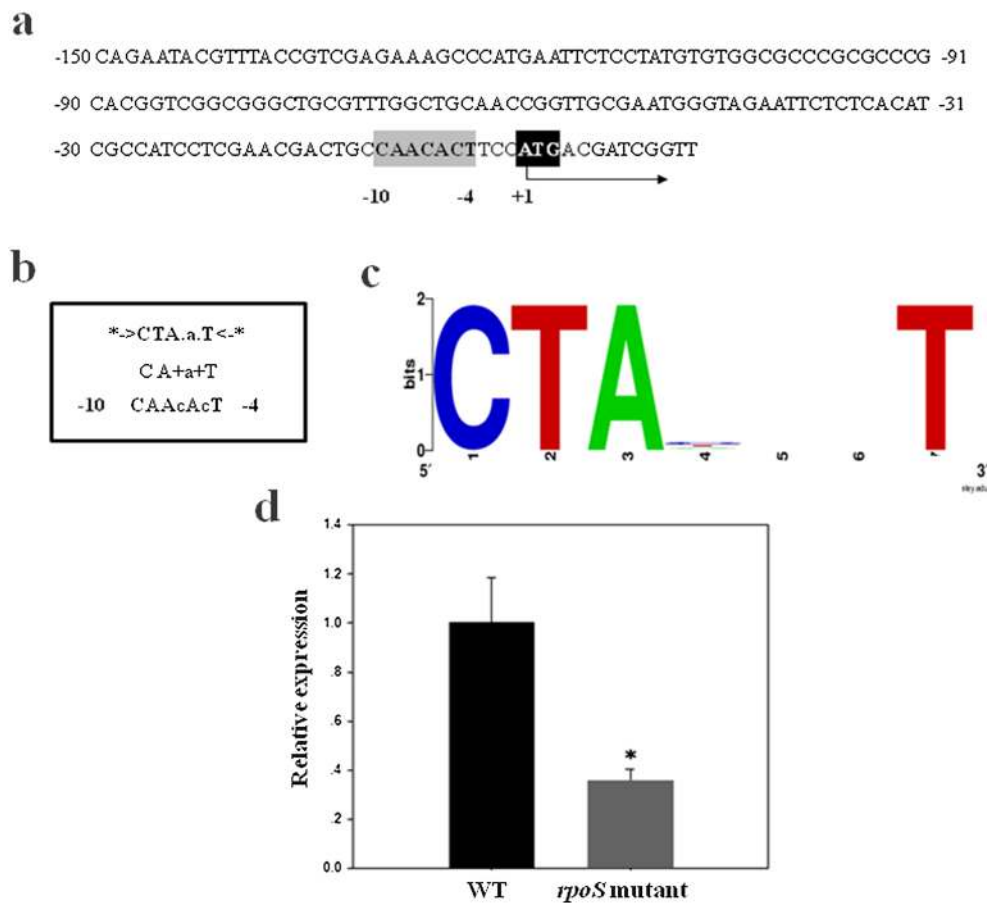 a
-150 CAGAATACGTTTACCGTCGAGAAAGCCCATGAATTCTCCTATGTGTGGCGCCCGCGCCCG -91
-90 CACGGTCGGCGGGCTGCGTTTGGCTGCAACCGGTTGCGAATGGGTAGAATTCTCTCACAT -31
-30 CGCCATCCTCGAACGACTGCCAACACTTCCATGACGATCGGTT
-10 -4 +1
b
*->CTA.a.T<-*
CA+a+T
-10 CAAcAcT -4
c
2
bits
1
0
CTA T
5′ 1 2 3 4 5 6 7 3′
d
1.4
1.2
1.0
.8
.6
.4
.2
0.0
Relative expression
*
WT rpoS mutant